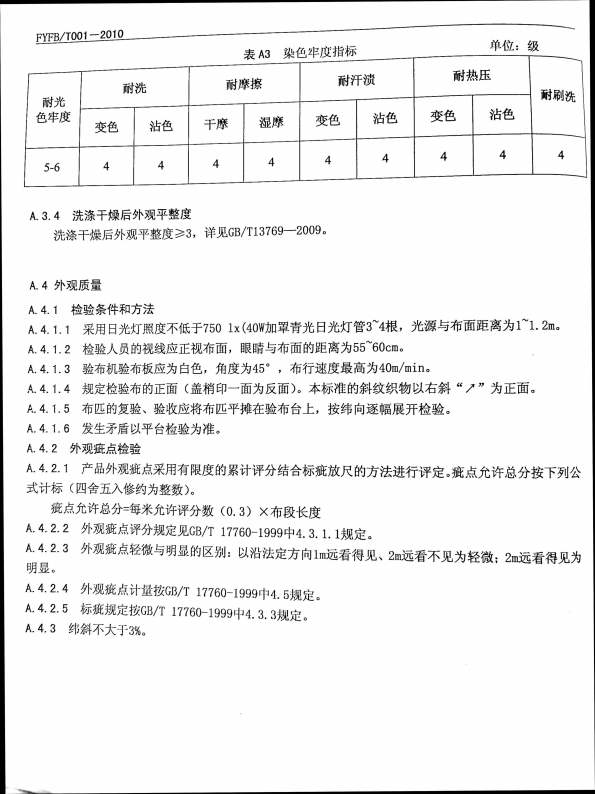 FYFB/T001－2010
表 A3 染色牢度指标 单位：级
耐光色牢度 耐洗 耐摩擦 耐汗渍 耐热压 耐刷洗
变色 沾色 干摩 湿摩 变色 沾色 变色 沾色
5-6 4 4 4 4 4 4 4 4 4
A.3.4 洗涤干燥后外观平整度
洗涤干燥后外观平整度≥3，详见GB/T13769—2009。
A.4 外观质量
A.4.1 检验条件和方法
A.4.1.1 采用日光灯照度不低于750 lx(40W加罩青光日光灯管3~4根，光源与布面距离为1~1.2m。
A.4.1.2 检验人员的视线应正视布面，眼睛与布面的距离为55~60cm。
A.4.1.3 验布机验布板应为白色，角度为45°，布行速度最高为40m/min。
A.4.1.4 规定检验布的正面（盖梢印一面为反面）。本标准的斜纹织物以右斜“↗”为正面。
A.4.1.5 布匹的复验、验收应将布匹平摊在验布台上，按纬向逐幅展开检验。
A.4.1.6 发生矛盾以平台检验为准。
A.4.2 外观疵点检验
A.4.2.1 产品外观疵点采用有限度的累计评分结合标疵放尺的方法进行评定。疵点允许总分按下列公
式计标（四舍五入修约为整数）。
疵点允许总分=每米允许评分数（0.3）×布段长度
A.4.2.2 外观疵点评分规定见GB/T 17760-1999中4.3.1.1规定。
A.4.2.3 外观疵点轻微与明显的区别：以沿法定方向1m远看得见、2m远看不见为轻微；2m远看得见为
明显。
A.4.2.4 外观疵点计量按GB/T 17760-1999中4.5规定。
A.4.2.5 标疵规定按GB/T 17760-1999中4.3.3规定。
A.4.3 纬斜不大于3%。